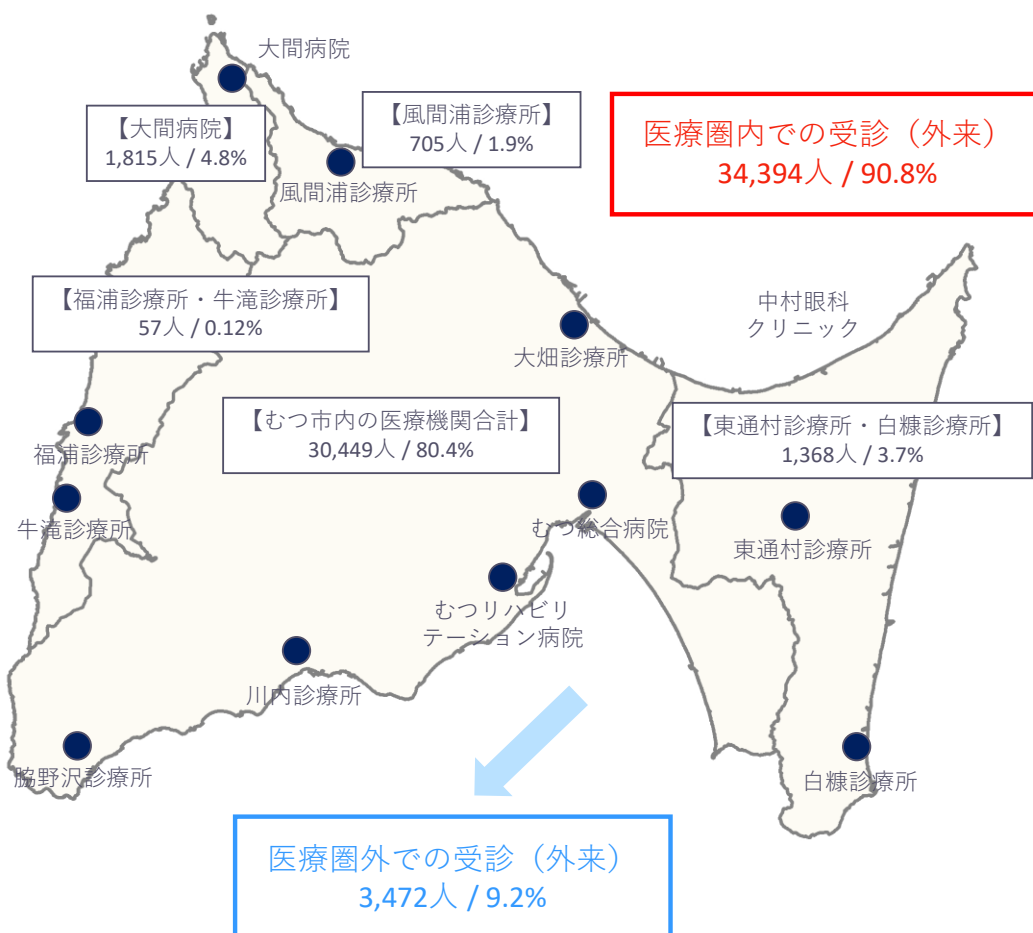 大間病院
【大間病院】
1,815人 / 4.8%
【風間浦診療所】
705人 / 1.9%
医療圏内での受診（外来）
34,394人 / 90.8%
風間浦診療所
【福浦診療所・牛滝診療所】
57人 / 0.12%
中村眼科
クリニック
大畑診療所
【むつ市内の医療機関合計】
30,449人 / 80.4%
【東通村診療所・白糠診療所】
1,368人 / 3.7%
福浦診療所
牛滝診療所
むつ総合病院
東通村診療所
むつリハビリ
テーション病院
川内診療所
脇野沢診療所
白糠診療所
医療圏外での受診（外来）
3,472人 / 9.2%